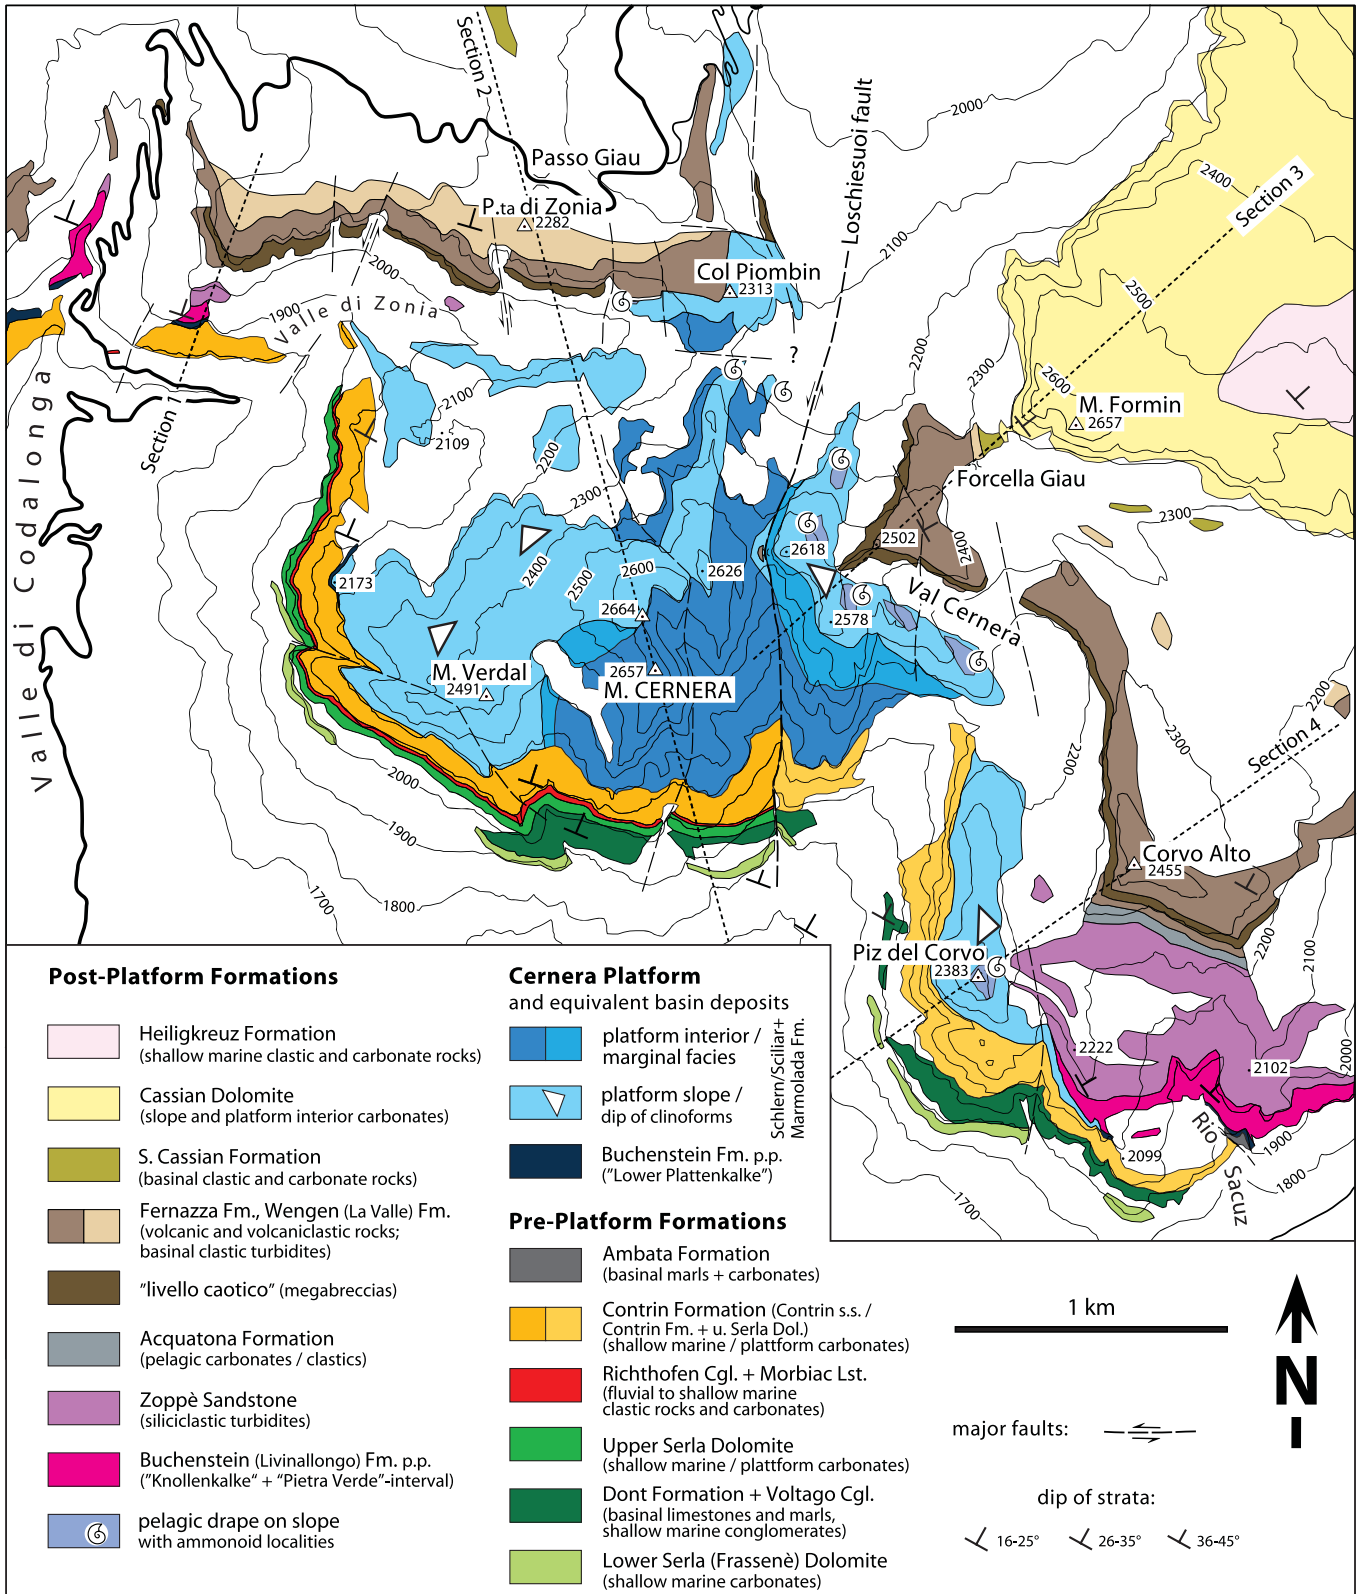 Section 2
Passo Giau
P.ta di Zonia
2282
Loschiesuoi fault
2000
2400
Section 3
2100
Col Piombin
2313
2000
1900
Valle di Zonia
2500
?
2200
2300
2600
M. Formin
2657
Section 1
2100
2109
2200
2300
Forcella Giau
2300
Valle di Codalonga
2173
2400
2500
2600
2626
2618
2502
2400
2664
2578
Val Cernera
M. Verdal
2491
2657
M. CERNERA
2200
2300
2200
Section 4
2000
1900
1800
1700
Corvo Alto
2455
Piz del Corvo
2383
2200
2100
2000
2222
2102
2099
Rio Sacuz
1900
1800
1700
Post-Platform Formations
Heiligkreuz Formation
(shallow marine clastic and carbonate rocks)
Cassian Dolomite
(slope and platform interior carbonates)
S. Cassian Formation
(basinal clastic and carbonate rocks)
Fernazza Fm., Wengen (La Valle) Fm.
(volcanic and volcaniclastic rocks;
basinal clastic turbidites)
"livello caotico" (megabreccias)
Acquatona Formation
(pelagic carbonates / clastics)
Zoppè Sandstone
(siliciclastic turbidites)
Buchenstein (Livinallongo) Fm. p.p.
("Knollenkalke" + "Pietra Verde"-interval)
pelagic drape on slope
with ammonoid localities
Cernera Platform
and equivalent basin deposits
platform interior /
marginal facies
platform slope /
dip of clinoforms
Schlern/Sciliar+
Marmolada Fm.
Buchenstein Fm. p.p.
("Lower Plattenkalke")
Pre-Platform Formations
Ambata Formation
(basinal marls + carbonates)
Contrin Formation (Contrin s.s. /
Contrin Fm. + u. Serla Dol.)
(shallow marine / plattform carbonates)
Richthofen Cgl. + Morbiac Lst.
(fluvial to shallow marine
clastic rocks and carbonates)
Upper Serla Dolomite
(shallow marine / plattform carbonates)
Dont Formation + Voltago Cgl.
(basinal limestones and marls,
shallow marine conglomerates)
Lower Serla (Frassenè) Dolomite
(shallow marine carbonates)
1 km
N
major faults:
dip of strata:
16-25°
26-35°
36-45°